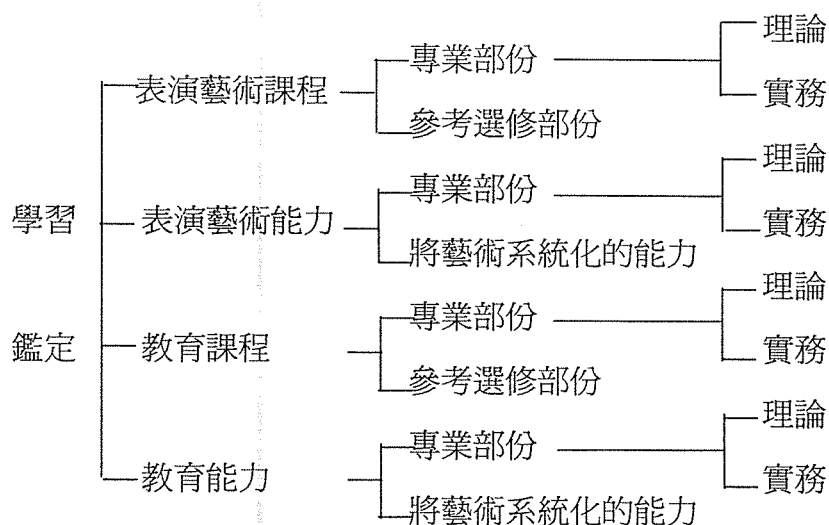 理論
專業部份
表演藝術課程
實務
參考選修部份
理論
專業部份
學習
表演藝術能力
實務
將藝術系統化的能力
理論
專業部份
鑑定
教育課程
實務
參考選修部份
理論
專業部份
教育能力
實務
將藝術系統化的能力